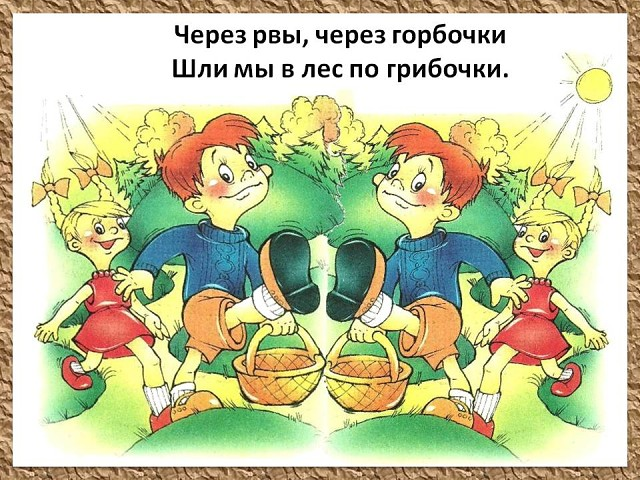 Через рвы, через горбочки
Шли мы в лес по грибочки.